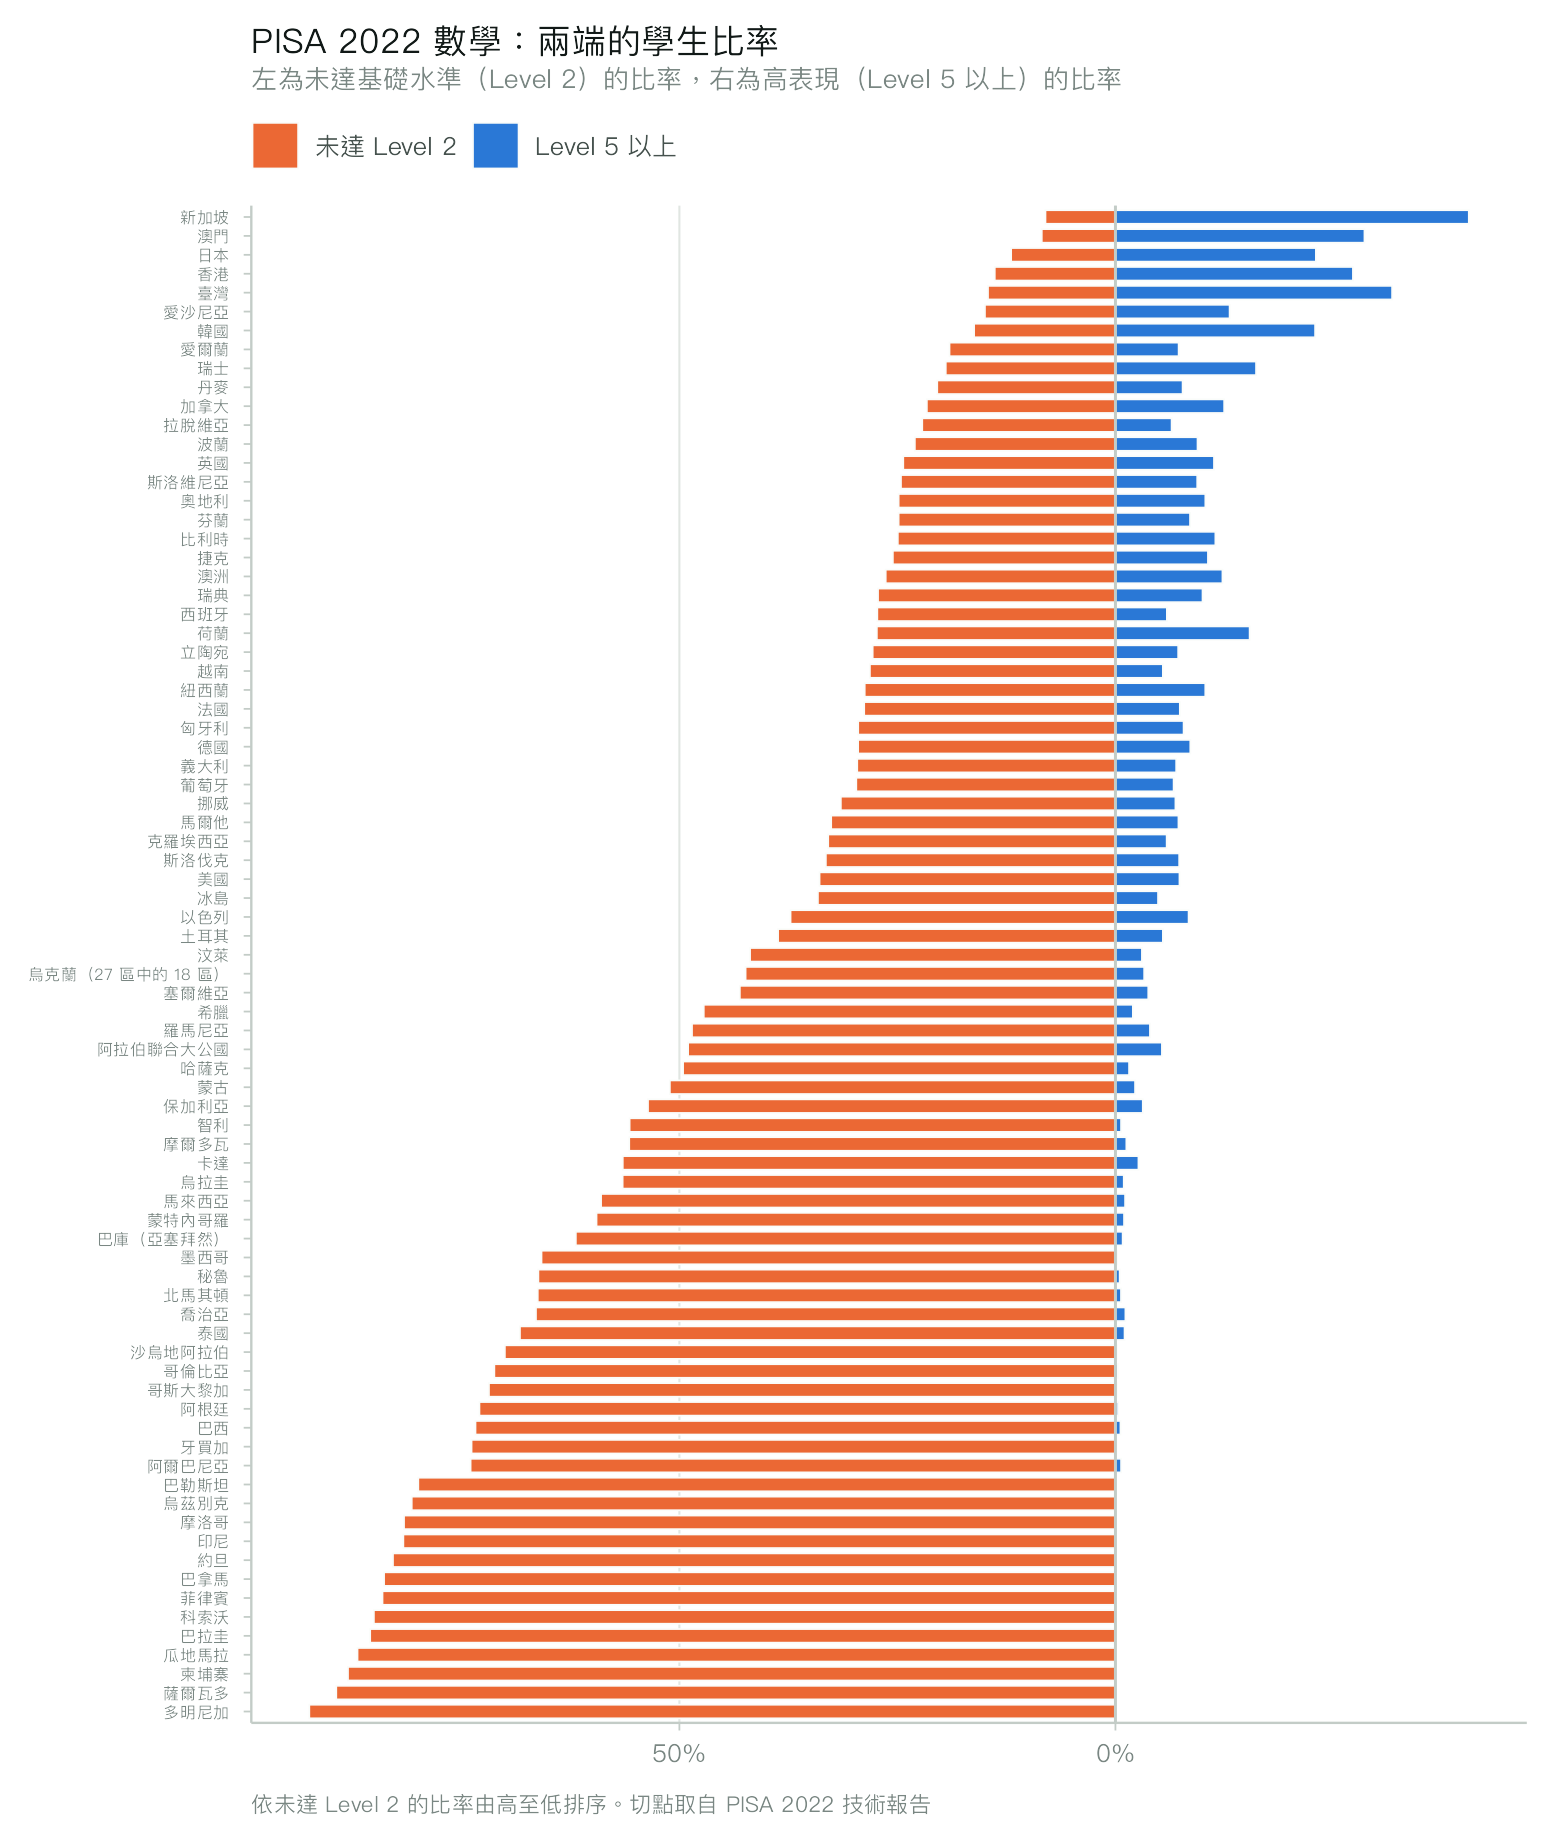 PISA 2022 數學：兩端的學生比率
左為未達基礎水準（Level 2）的比率，右為高表現（Level 5 以上）的比率
未達 Level 2 Level 5 以上
新加坡
澳門
日本
香港
臺灣
愛沙尼亞
韓國
愛爾蘭
瑞士
丹麥
加拿大
拉脫維亞
波蘭
英國
斯洛維尼亞
奧地利
芬蘭
比利時
捷克
澳洲
瑞典
西班牙
荷蘭
立陶宛
越南
紐西蘭
法國
匈牙利
德國
義大利
葡萄牙
挪威
馬爾他
克羅埃西亞
斯洛伐克
美國
冰島
以色列
土耳其
汶萊
烏克蘭（27 區中的 18 區）
塞爾維亞
希臘
羅馬尼亞
阿拉伯聯合大公國
哈薩克
蒙古
保加利亞
智利
摩爾多瓦
卡達
烏拉圭
馬來西亞
蒙特內哥羅
巴庫（亞塞拜然）
墨西哥
秘魯
北馬其頓
喬治亞
泰國
沙烏地阿拉伯
哥倫比亞
哥斯大黎加
阿根廷
巴西
牙買加
阿爾巴尼亞
巴勒斯坦
烏茲別克
摩洛哥
印尼
約旦
巴拿馬
菲律賓
科索沃
巴拉圭
瓜地馬拉
柬埔寨
薩爾瓦多
多明尼加
50% 0%
依未達 Level 2 的比率由高至低排序。切點取自 PISA 2022 技術報告